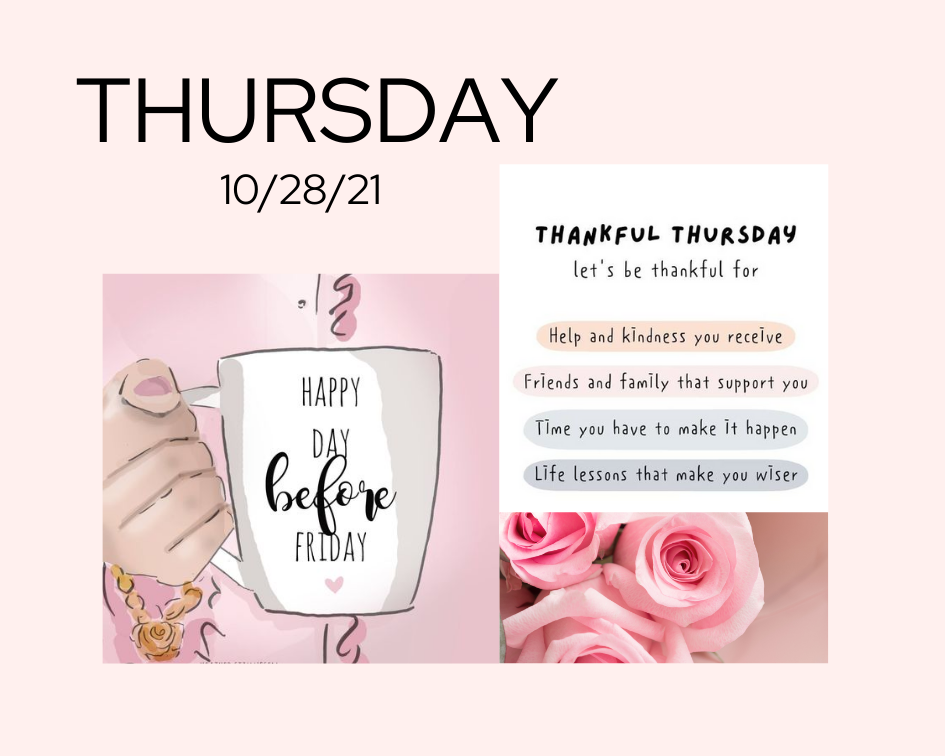 THURSDAY
10/28/21
THANKFUL THURSDAY
let's be thankful for
Help and kindness you receive
Friends and family that support you
Time you have to make it happen
Life lessons that make you wiser
HAPPY
DAY
before
FRIDAY